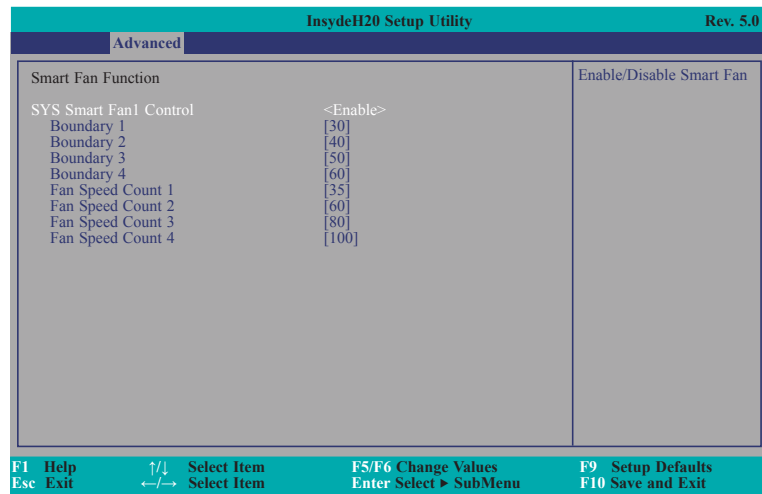 InsydeH20 Setup Utility Rev. 5.0
Advanced
Smart Fan Function
Enable/Disable Smart Fan
SYS Smart Fan1 Control <Enable>
Boundary 1 [30]
Boundary 2 [40]
Boundary 3 [50]
Boundary 4 [60]
Fan Speed Count 1 [35]
Fan Speed Count 2 [60]
Fan Speed Count 3 [80]
Fan Speed Count 4 [100]
F1 Help ↑/↓ Select Item F5/F6 Change Values F9 Setup Defaults
Esc Exit ←/→ Select Item Enter Select ▶ SubMenu F10 Save and Exit